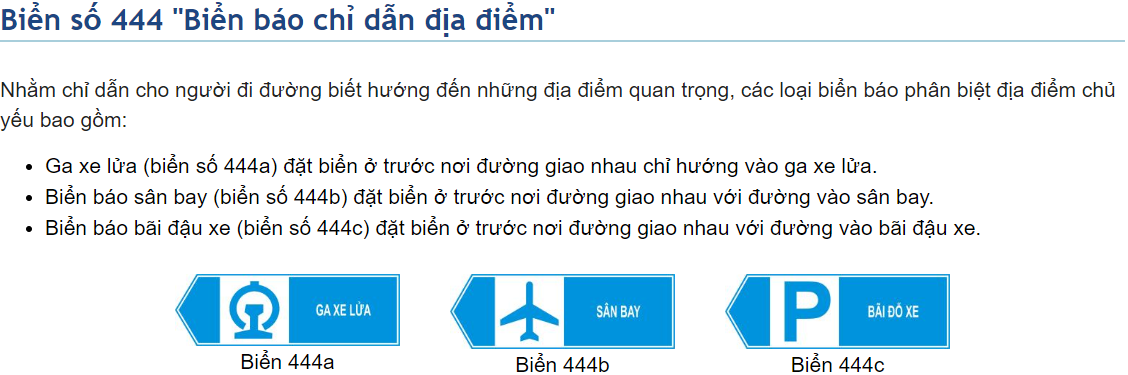 Biển số 444 "Biển báo chỉ dẫn địa điểm"
Nhằm chỉ dẫn cho người đi đường biết hướng đến những địa điểm quan trọng, các loại biển báo phân biệt địa điểm chủ
yếu bao gồm:
• Ga xe lửa (biển số 444a) đặt biển ở trước nơi đường giao nhau chỉ hướng vào ga xe lửa.
• Biển báo sân bay (biển số 444b) đặt biển ở trước nơi đường giao nhau với đường vào sân bay.
• Biển báo bãi đậu xe (biển số 444c) đặt biển ở trước nơi đường giao nhau với đường vào bãi đậu xe.
GA XE LỬA
SÂN BAY
P BÃI ĐỖ XE
Biển 444a
Biển 444b
Biển 444c